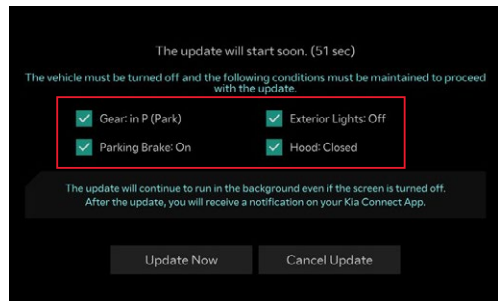 The update will start soon. (51 sec)
The vehicle must be turned off and the following conditions must be maintained to proceed
with the update.
Gear: in P (Park)
Exterior Lights: Off
Parking Brake: On
Hood: Closed
The update will continue to run in the background even if the screen is turned off.
After the update, you will receive a notification on your Kia Connect App.
Update Now
Cancel Update